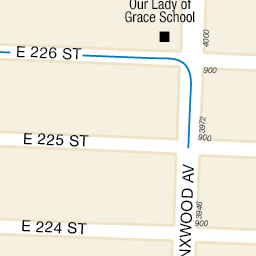 Our Lady of
Grace School
4000
E 226 ST
900
3972
E 225 ST
900
NXWOOD AV
3946
E 224 ST
900